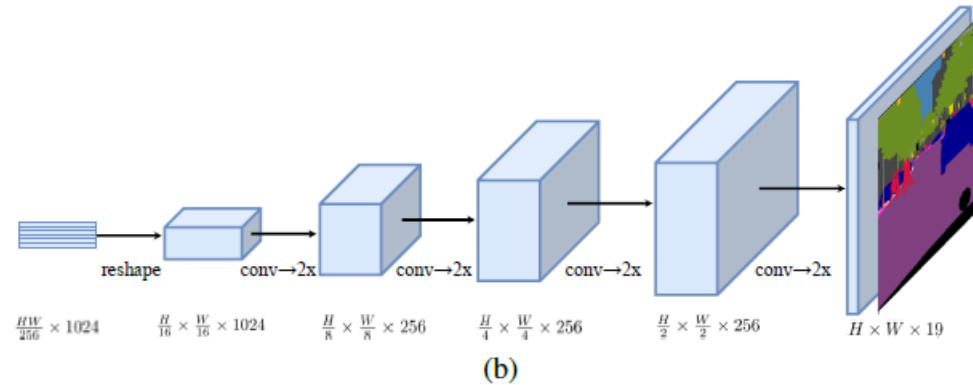 reshape conv→2x conv→2x conv→2x conv→2x
HW/256 × 1024 H/16 × W/16 × 1024 H/8 × W/8 × 256 H/4 × W/4 × 256 H/2 × W/2 × 256 H × W × 19
(b)